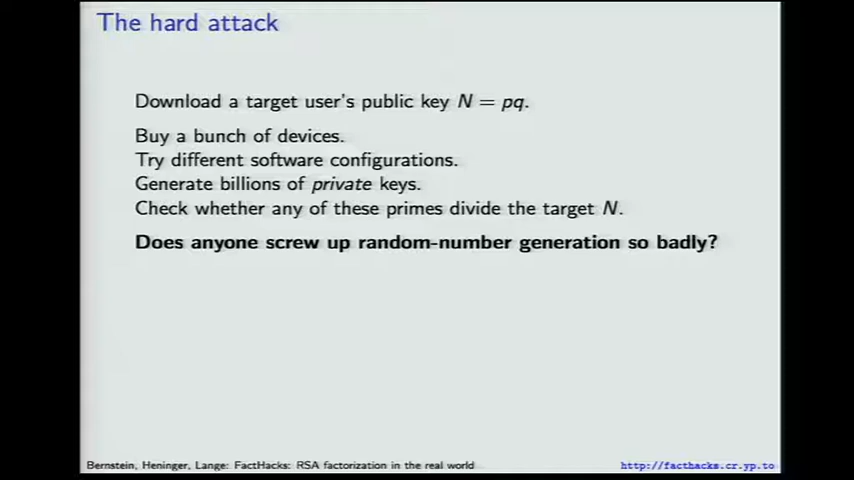 The hard attack
Download a target user's public key N = pq.
Buy a bunch of devices.
Try different software configurations.
Generate billions of private keys.
Check whether any of these primes divide the target N.
Does anyone screw up random-number generation so badly?
Bernstein, Heninger, Lange: FactHacks: RSA factorization in the real world
http://facthacks.cr.yp.to